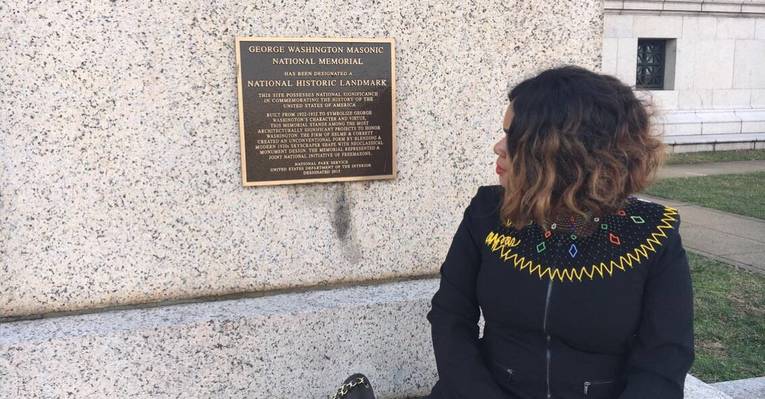 GEORGE WASHINGTON MASONIC
NATIONAL MEMORIAL
HAS BEEN DESIGNATED A
NATIONAL HISTORIC LANDMARK
THIS SITE POSSESSES NATIONAL SIGNIFICANCE
IN COMMEMORATING THE HISTORY OF THE
UNITED STATES OF AMERICA
BUILT FROM 1922-1932 TO SYMBOLIZE GEORGE
WASHINGTON'S CHARACTER AND VIRTUE,
THIS MEMORIAL STANDS AMONG THE MOST
ARCHITECTURALLY SIGNIFICANT PROJECTS TO HONOR
WASHINGTON. THE FIRM OF HELMLE & CORBETT
CREATED AN UNCONVENTIONAL FORM BY BLENDING A
MODERN 1920s SKYSCRAPER SHAPE WITH NEOCLASSICAL
MONUMENT DESIGN. THE MEMORIAL REPRESENTED A
JOINT NATIONAL INITIATIVE OF FREEMASONS.
NATIONAL PARK SERVICE
UNITED STATES DEPARTMENT OF THE INTERIOR
DESIGNATED 2015